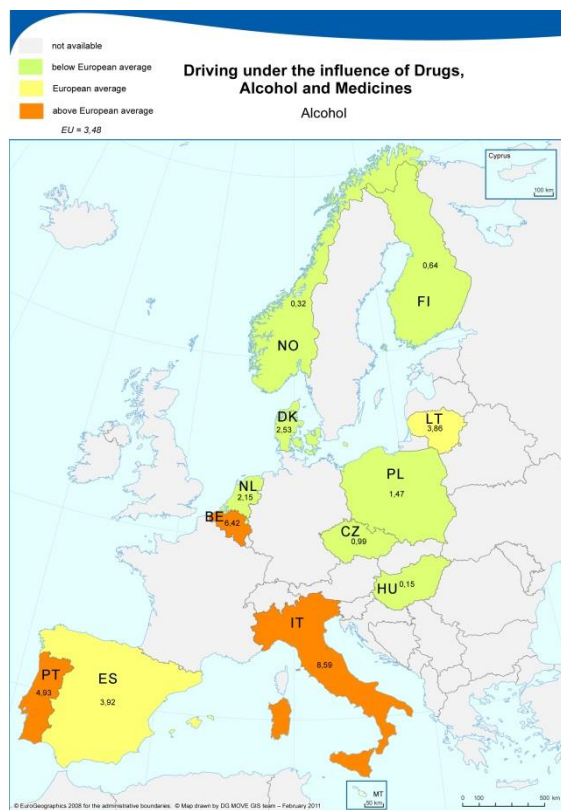 not available
below European average
European average
above European average
EU = 3,48
Driving under the influence of Drugs,
Alcohol and Medicines
Alcohol
Cyprus
100 km
0,64
0,32
FI
NO
DK
2,53
LT
3,86
NL
2,15
PL
1,47
BE
6,42
CZ
0,99
HU 0,15
IT
8,59
PT
4,93
ES
3,92
MT
50 km
0 100 500 km
© EuroGeographics 2008 for the administrative boundaries. © Map drawn by DG MOVE GIS team – February 2011